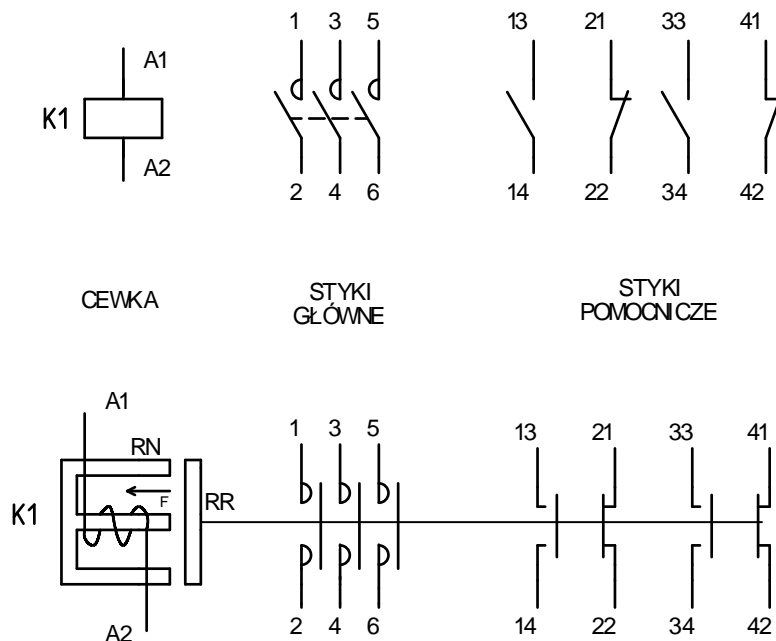 1 3 5 13 21 33 41
A1
K1
A2
2 4 6 14 22 34 42
CEWKA
STYKI
GŁÓWNE
STYKI
POMOCNICZE
A1
1 3 5 13 21 33 41
RN
F
RR
K1
A2
2 4 6 14 22 34 42